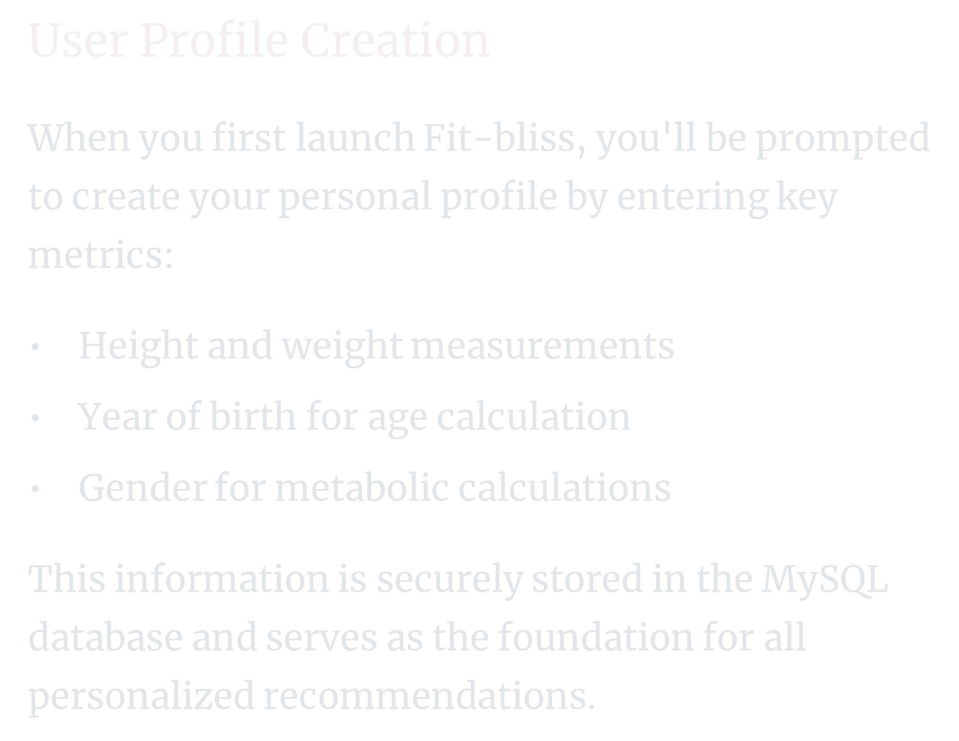 User Profile Creation
When you first launch Fit-bliss, you'll be prompted
to create your personal profile by entering key
metrics:
• Height and weight measurements
• Year of birth for age calculation
• Gender for metabolic calculations
This information is securely stored in the MySQL
database and serves as the foundation for all
personalized recommendations.